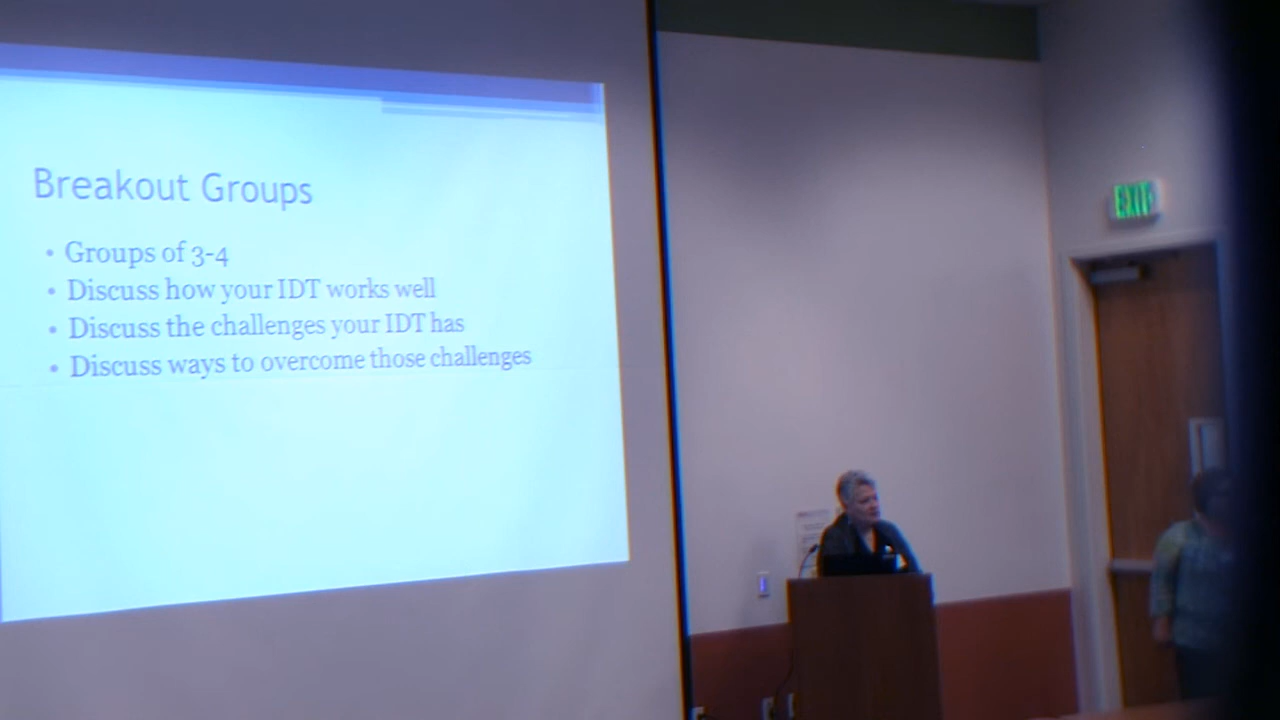 Breakout Groups
• Groups of 3-4
• Discuss how your IDT works well
• Discuss the challenges your IDT has
• Discuss ways to overcome those challenges
EXIT